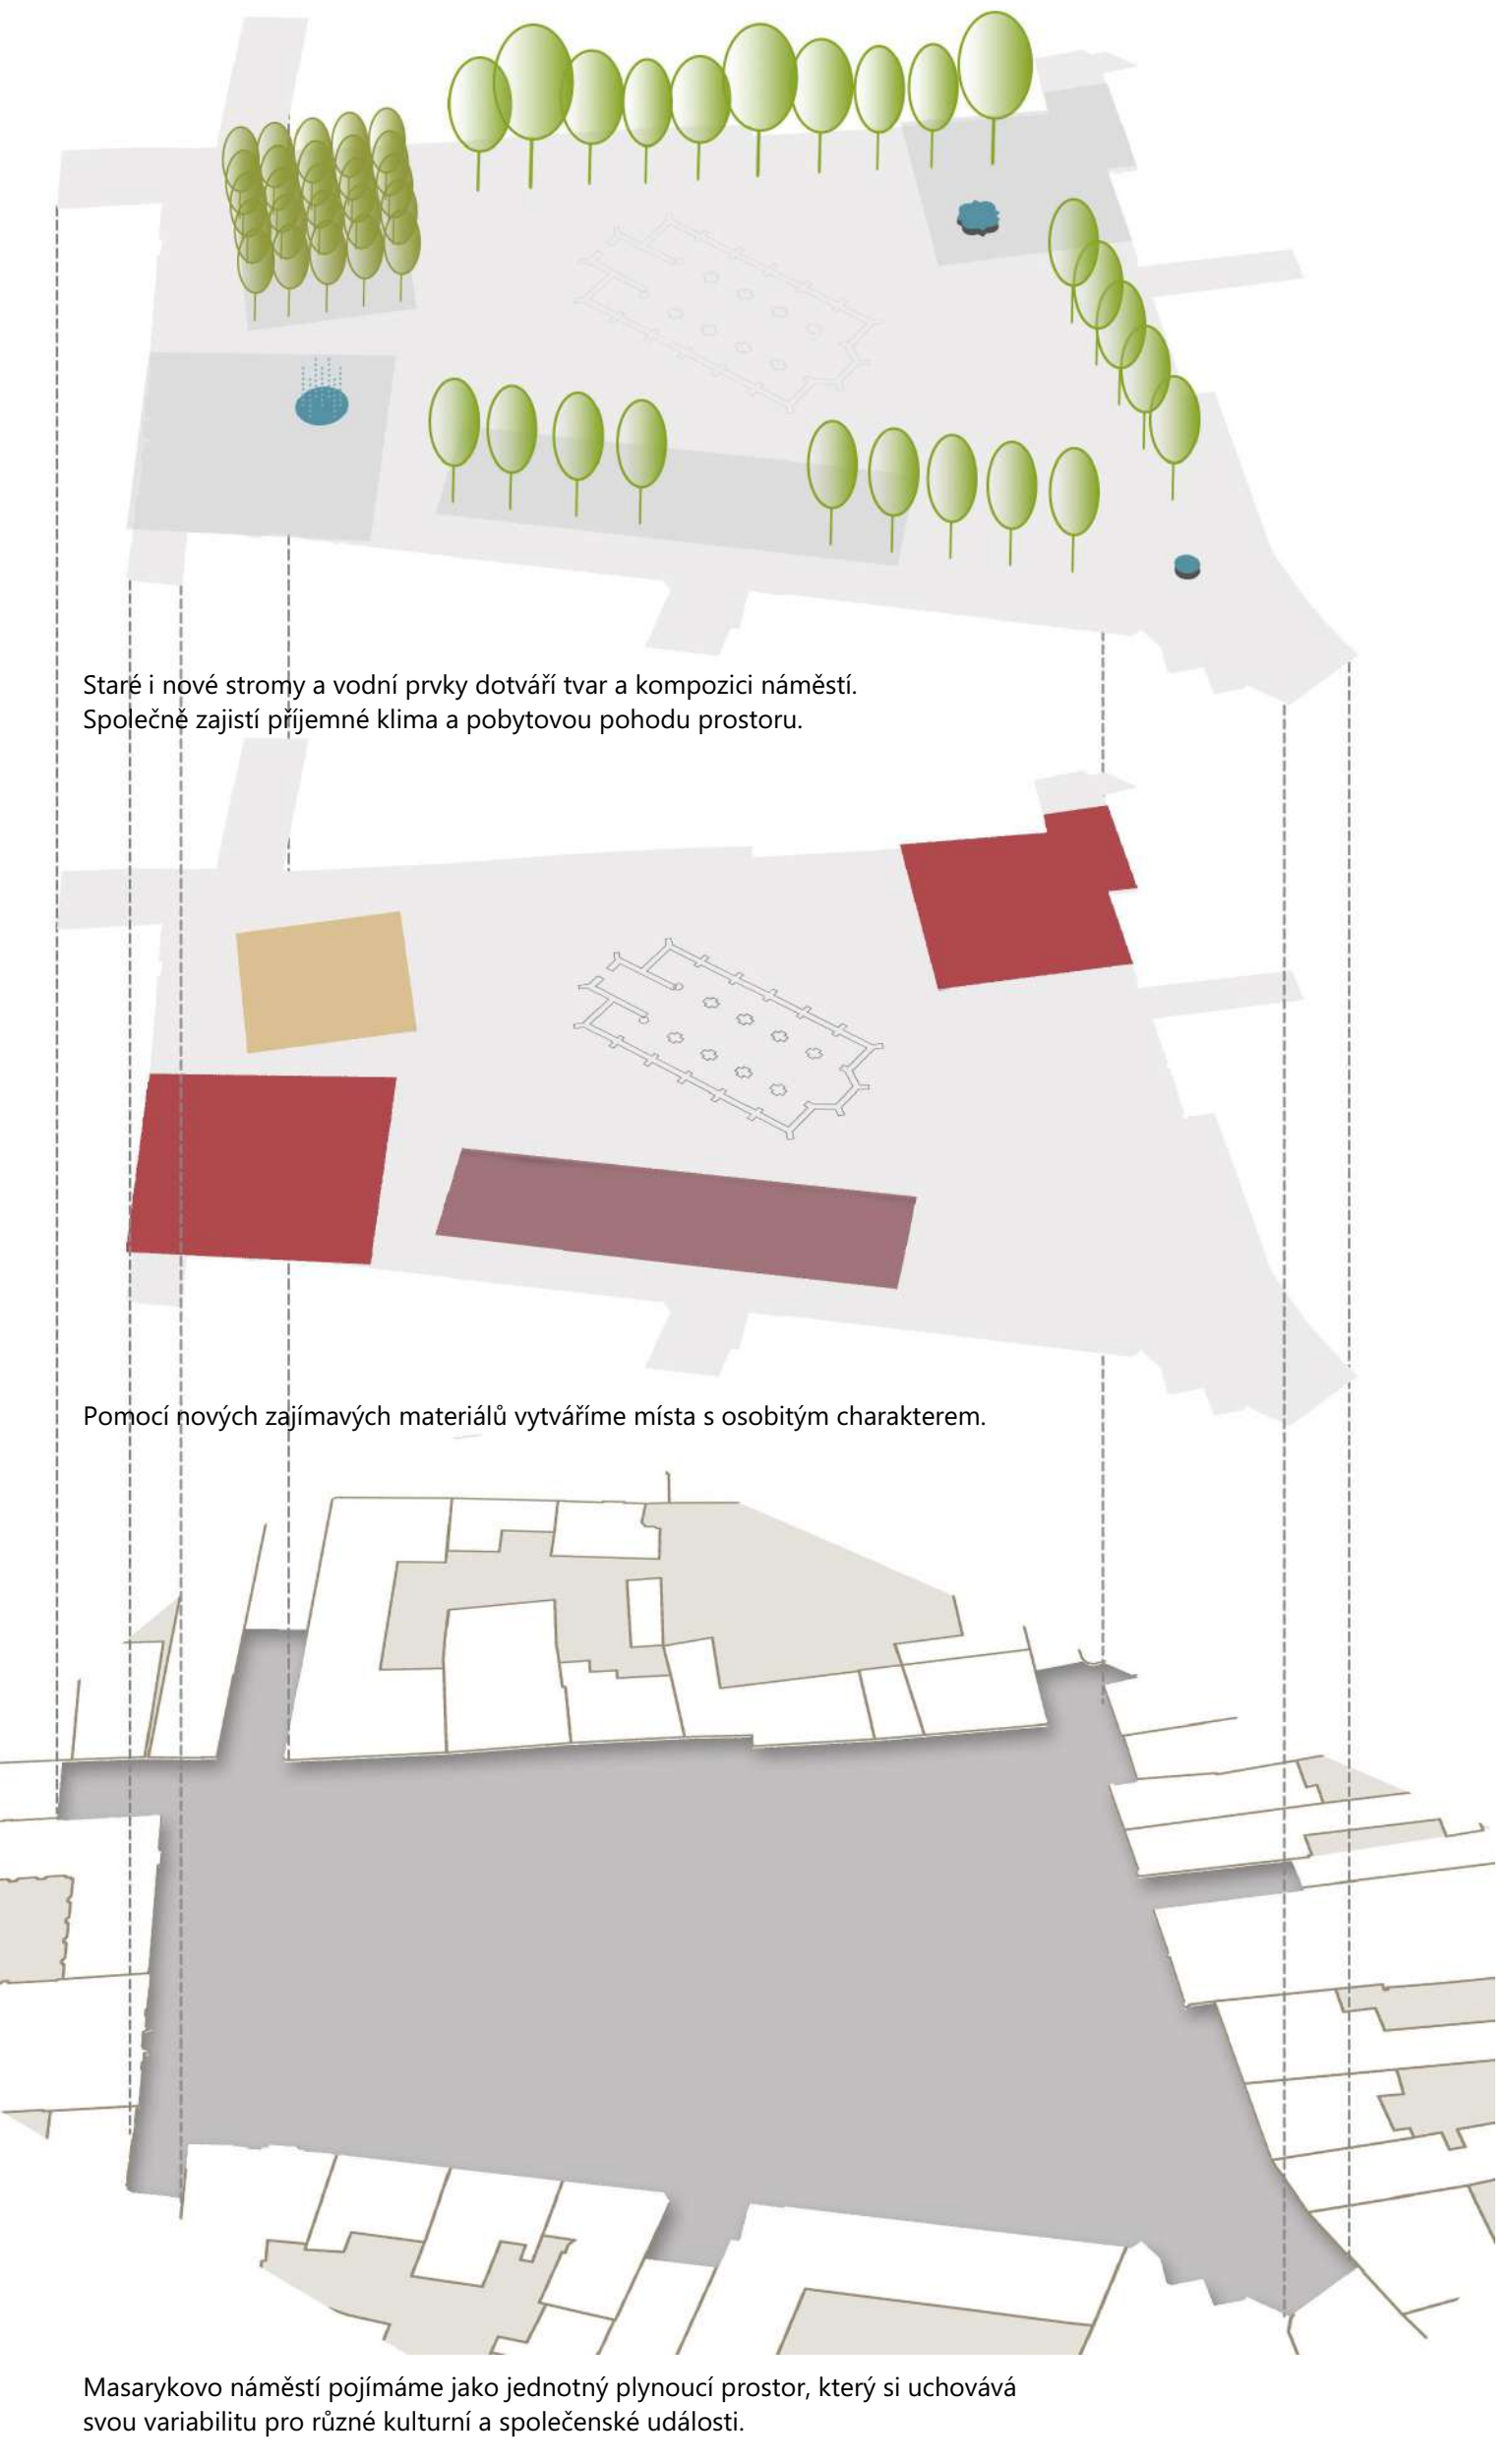 Staré i nové stromy a vodní prvky dotváří tvar a kompozici náměstí.
Společně zajistí příjemné klima a pobytovou pohodu prostoru.
Pomocí nových zajímavých materiálů vytváříme místa s osobitým charakterem.
Masarykovo náměstí pojímáme jako jednotný plynoucí prostor, který si uchovává
svou variabilitu pro různé kulturní a společenské události.